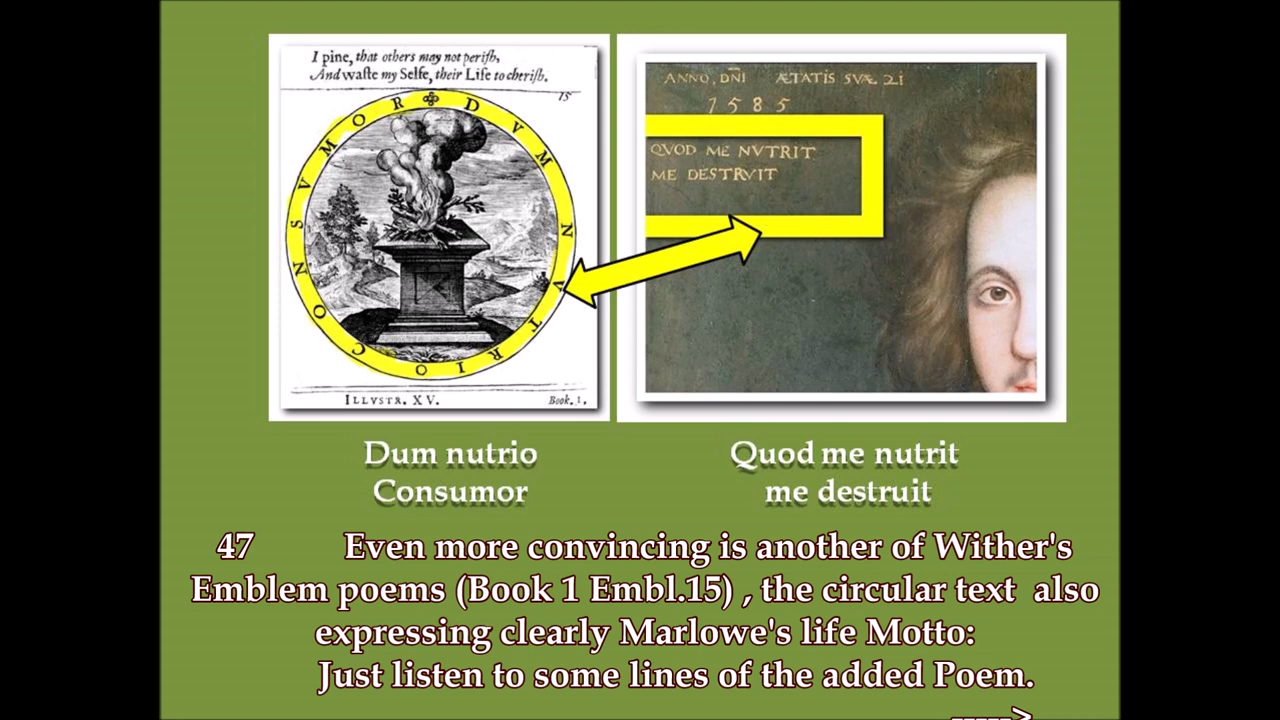 I pine, that others may not perish,
And waste my Selfe, their Life to cherish.
15
DVM NVTRIO CONSVMOR
ILLVSTR. XV. Book. 1.
ANNO, DNI ÆTATIS SVÆ 21
1585
QVOD ME NVTRIT
ME DESTRVIT
Dum nutrio
Consumor
Quod me nutrit
me destruit
47 Even more convincing is another of Wither's
Emblem poems (Book 1 Embl.15) , the circular text also
expressing clearly Marlowe's life Motto:
Just listen to some lines of the added Poem.
---->